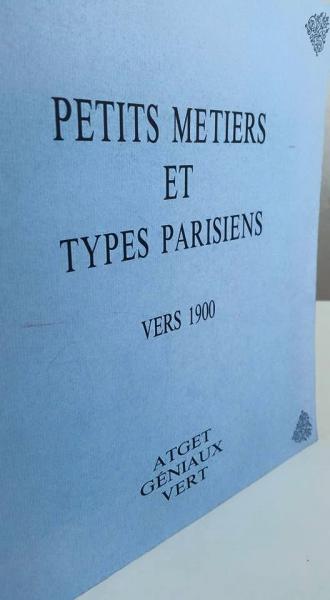 PETITS METIERS
ET
TYPES PARISIENS
VERS 1900
ATGET
GÉNIAUX
VERT